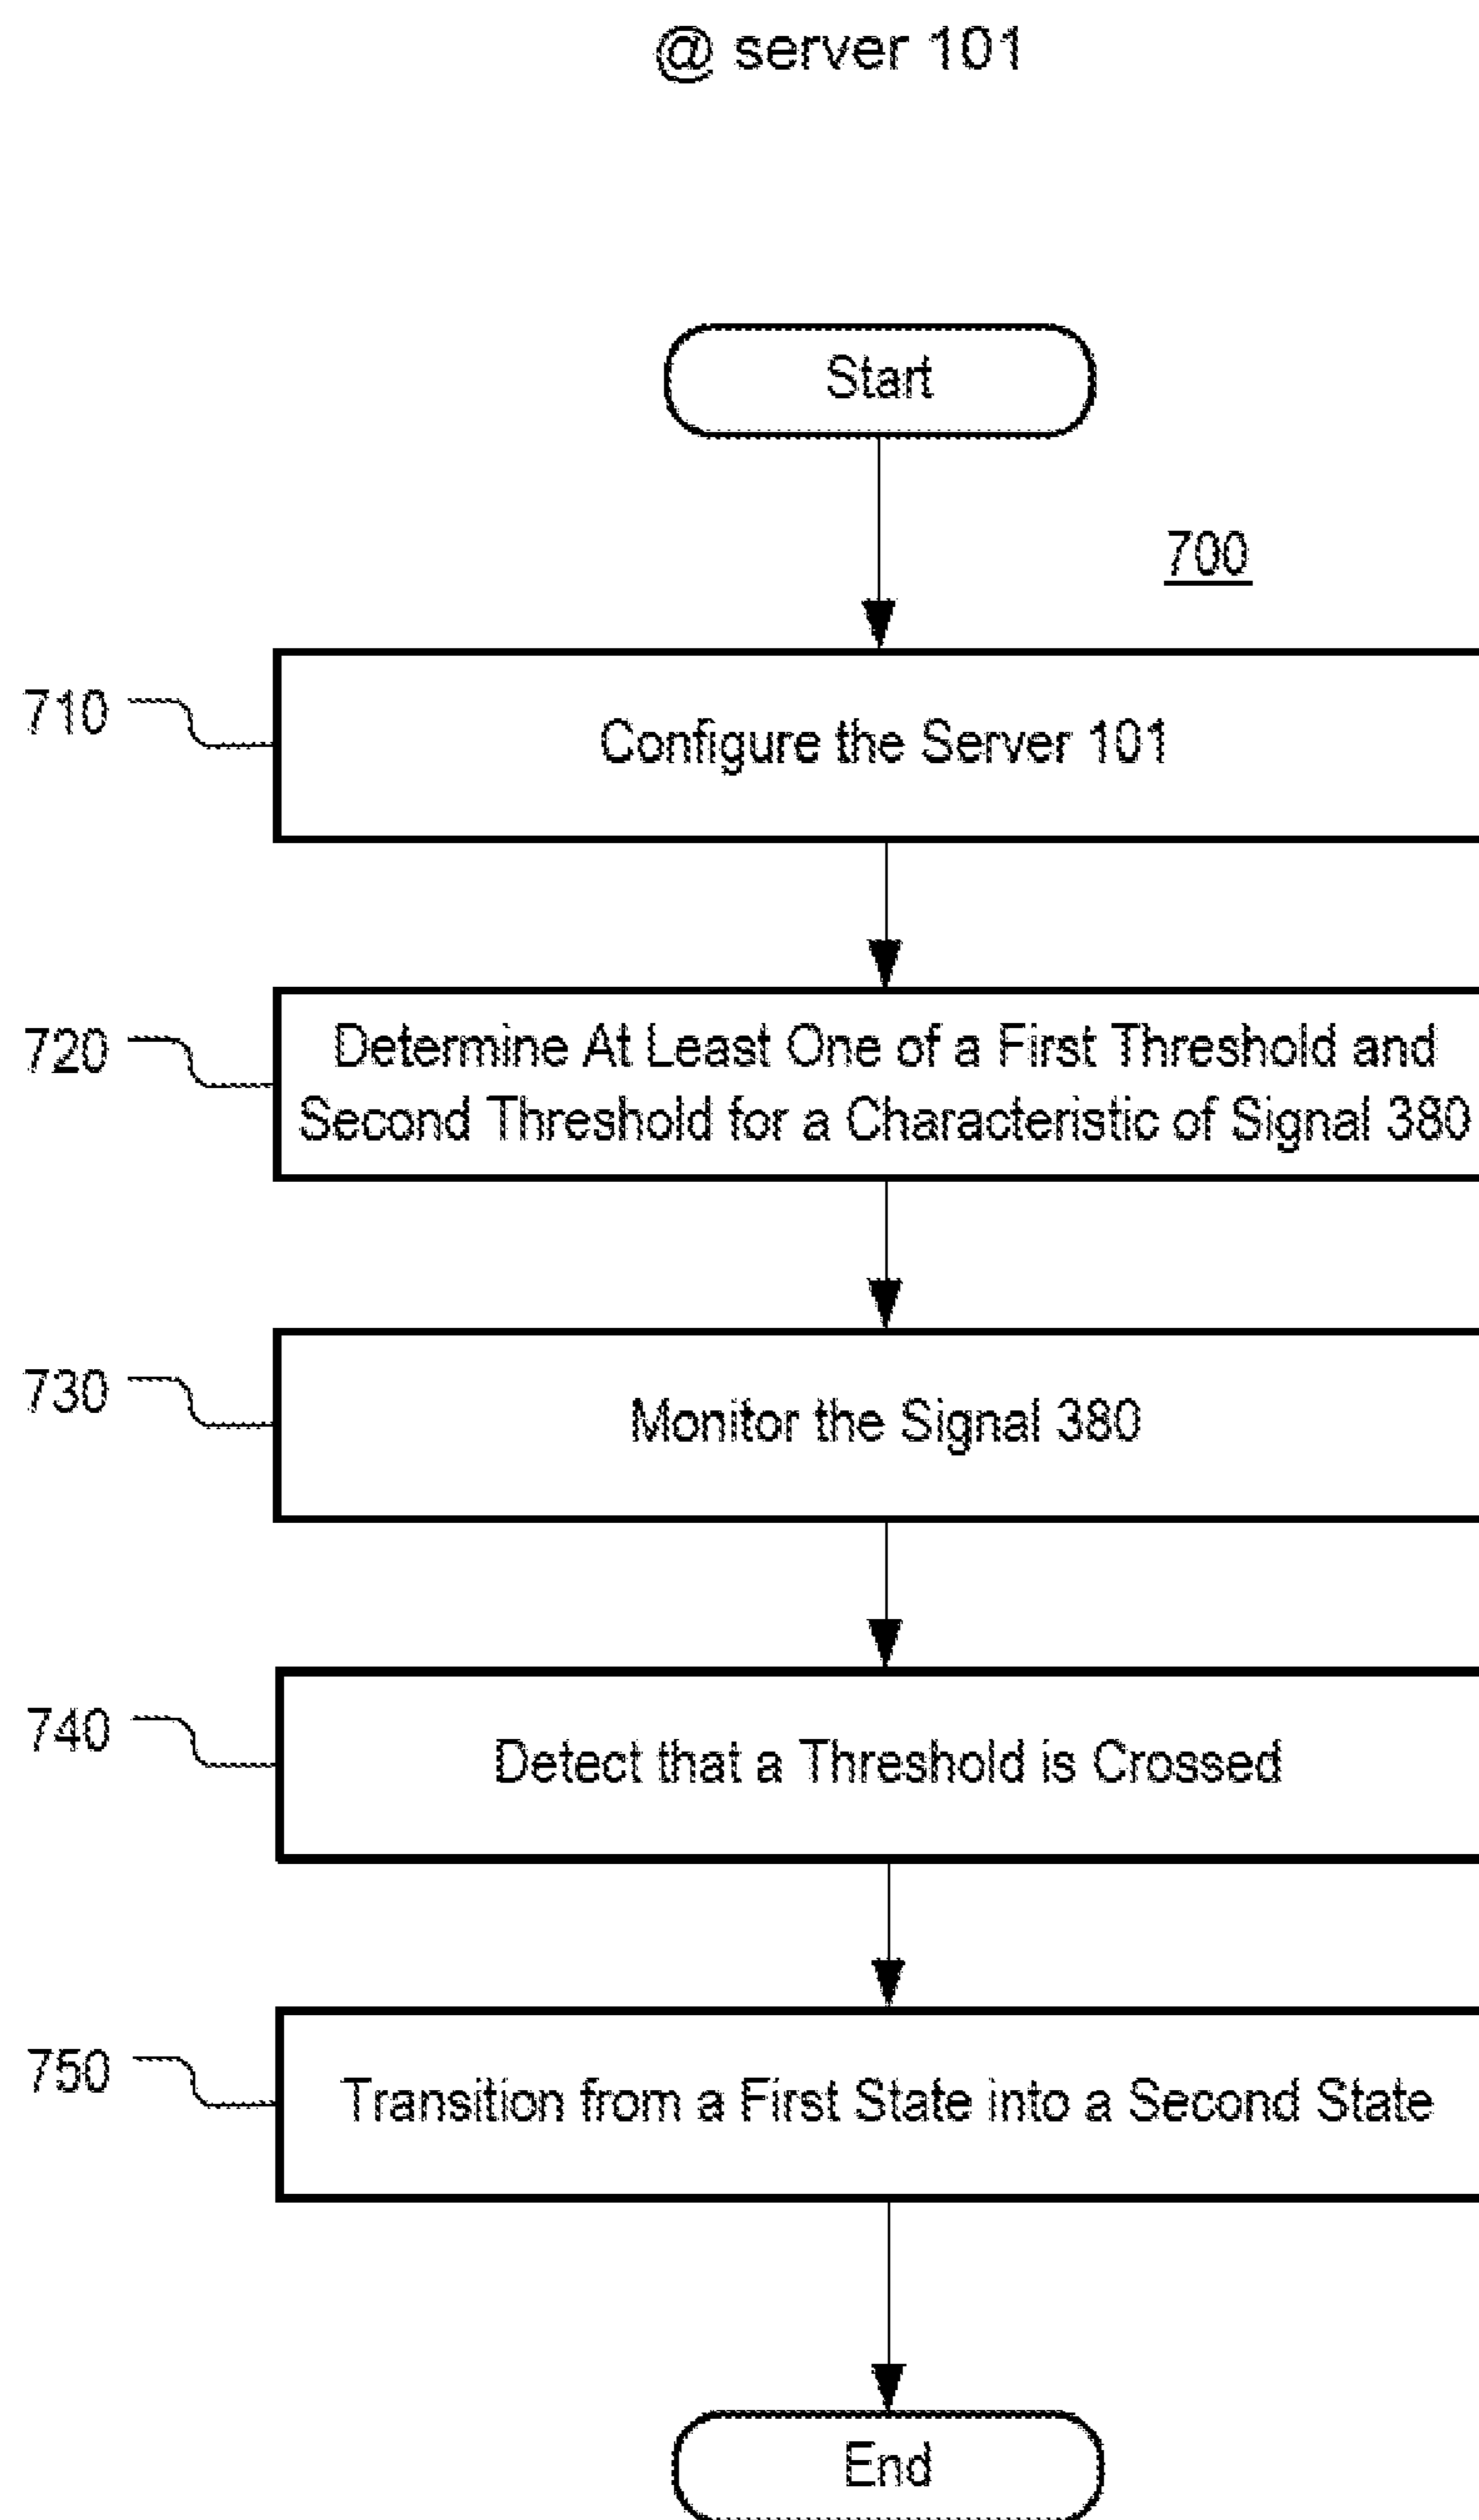 @ server 101
Start
700
710
Configure the Server 101
720
Determine At Least One of a First Threshold and
Second Threshold for a Characteristic of Signal 380
730
Monitor the Signal 380
740
Detect that a Threshold is Crossed
750
Transition from a First State into a Second State
End